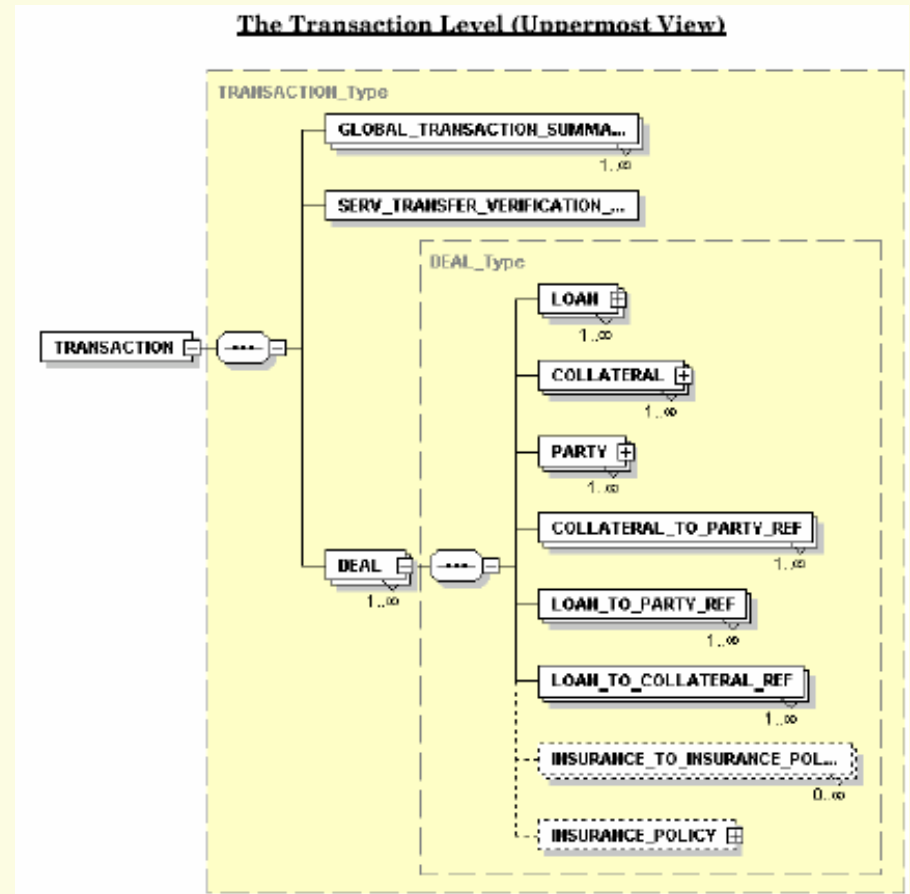 The Transaction Level (Uppermost View)
TRANSACTION_Type
GLOBAL_TRANSACTION_SUMMA...
1..∞
SERV_TRANSFER_VERIFICATION_...
DEAL_Type
LOAN
1..∞
TRANSACTION
COLLATERAL
1..∞
PARTY
1..∞
COLLATERAL_TO_PARTY_REF
1..∞
DEAL
1..∞
LOAN_TO_PARTY_REF
1..∞
LOAN_TO_COLLATERAL_REF
1..∞
INSURANCE_TO_INSURANCE_POL...
0..∞
INSURANCE_POLICY